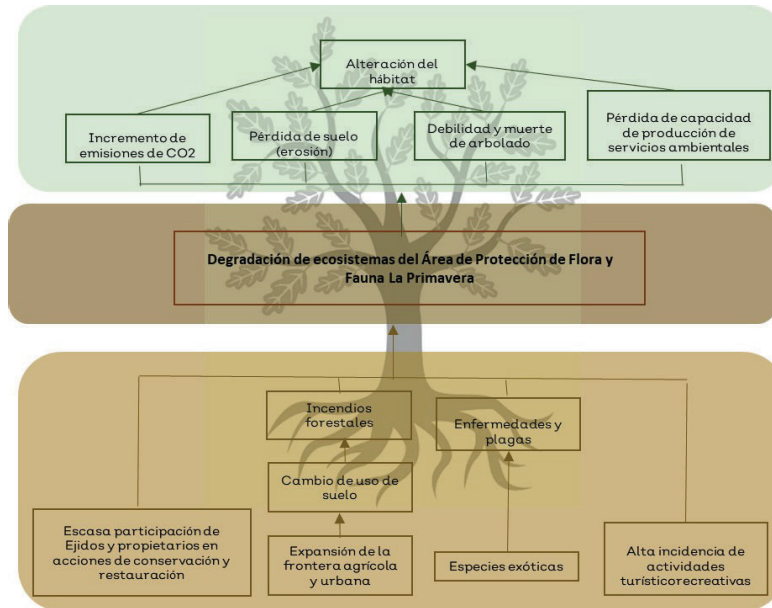 Alteración del
hábitat
Incremento de
emisiones de CO2
Pérdida de suelo
(erosión)
Debilidad y muerte
de arbolado
Pérdida de capacidad
de producción de
servicios ambientales
Degradación de ecosistemas del Área de Protección de Flora y
Fauna La Primavera
Incendios
forestales
Enfermedades y
plagas
Cambio de uso de
suelo
Escasa participación de
Ejidos y propietarios en
acciones de conservación y
restauración
Expansión de la
frontera agrícola
y urbana
Especies exóticas
Alta incidencia de
actividades
turísticorecreativas